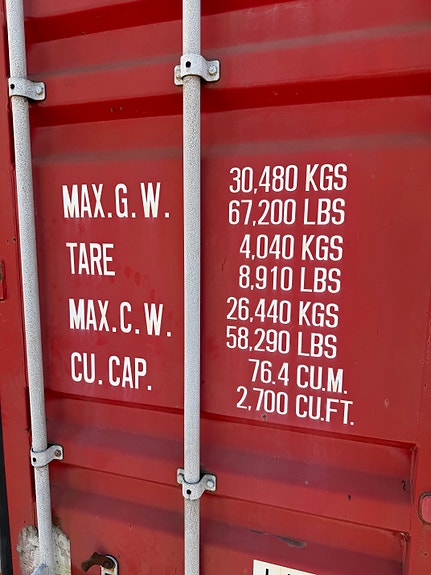 MAX.G.W. 30,480 KGS
67,200 LBS
TARE 4,040 KGS
8,910 LBS
MAX.C.W. 26,440 KGS
58,290 LBS
CU.CAP. 76.4 CU.M.
2,700 CU.FT.